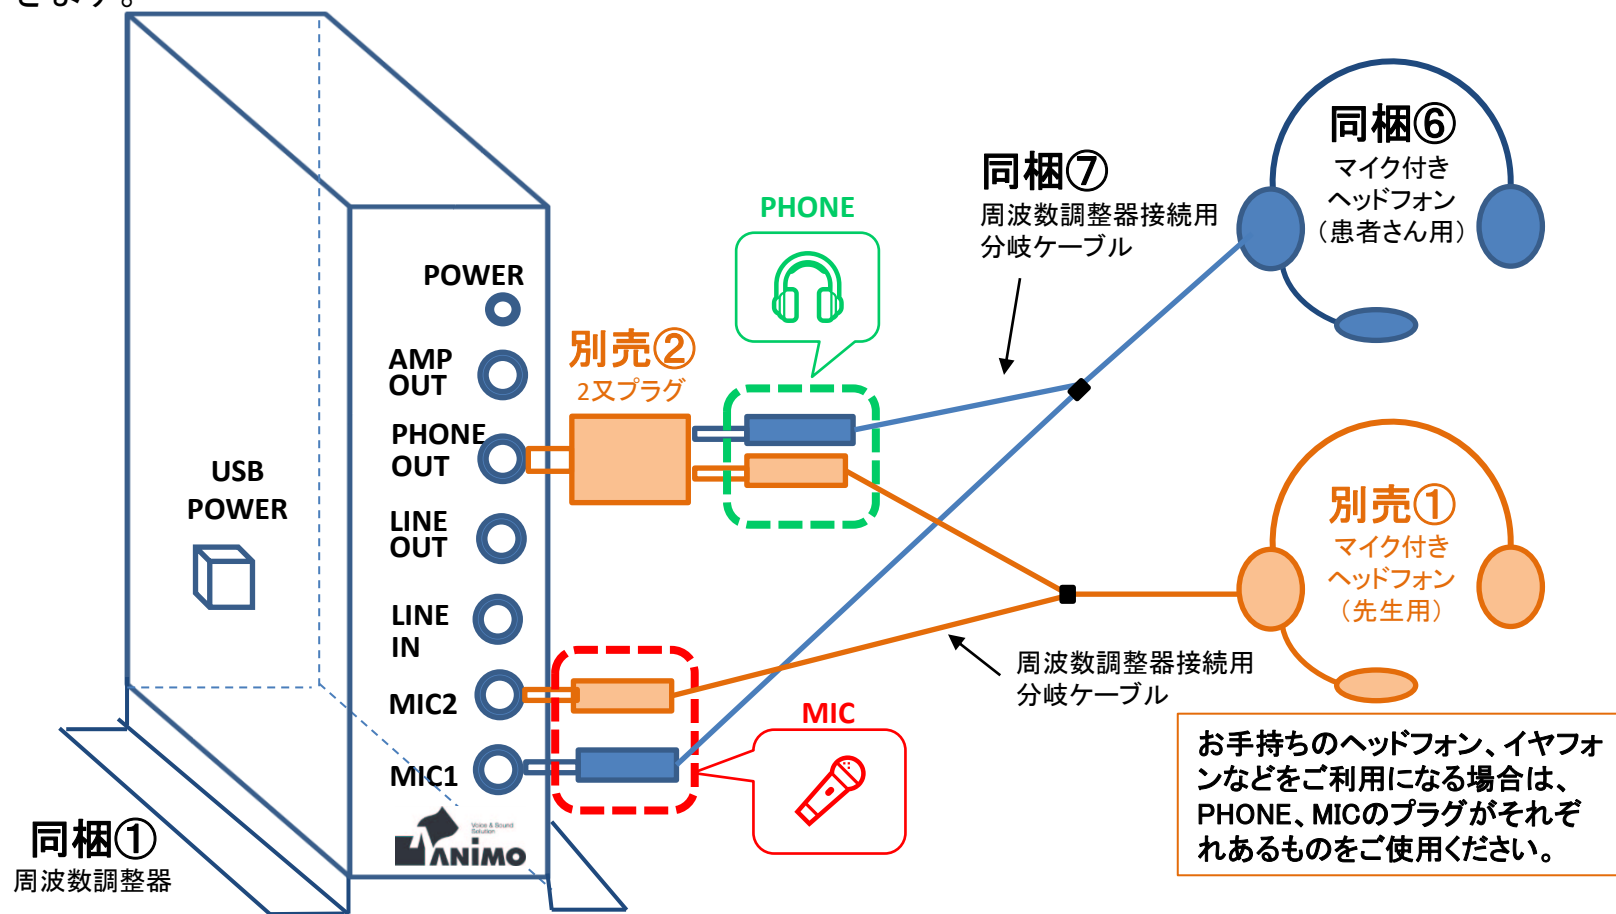 きます。
同梱⑥
マイク付き
ヘッドフォン
（患者さん用）
同梱⑦
周波数調整器接続用
分岐ケーブル
PHONE
POWER
別売②
2又プラグ
AMP
OUT
PHONE
OUT
USB
POWER
LINE
OUT
別売①
マイク付き
ヘッドフォン
（先生用）
LINE
IN
周波数調整器接続用
分岐ケーブル
MIC2
MIC
MIC1
お手持ちのヘッドフォン、イヤフォ
ンなどをご利用になる場合は、
PHONE、MICのプラグがそれぞ
れあるものをご使用ください。
Voice & Sound
Solution
ANIMO
同梱①
周波数調整器